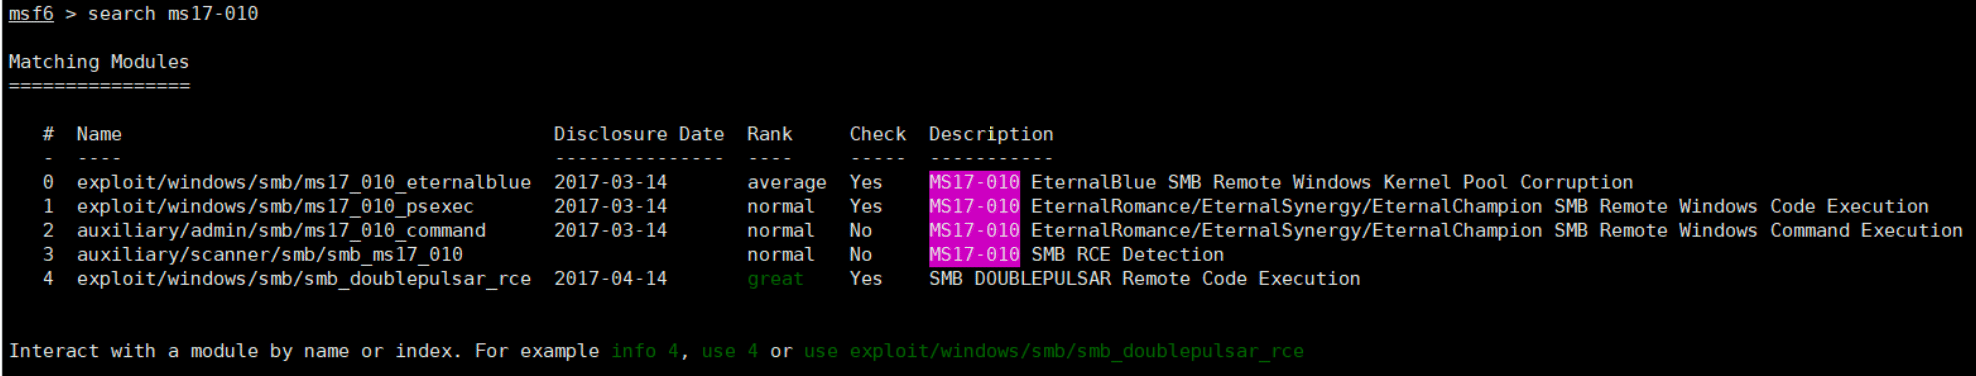 msf6 > search ms17-010
Matching Modules
================
#  Name                                      Disclosure Date  Rank     Check  Description
-  ----                                      ---------------  ----     -----  -----------
0  exploit/windows/smb/ms17_010_eternalblue  2017-03-14       average  Yes    MS17-010 EternalBlue SMB Remote Windows Kernel Pool Corruption
1  exploit/windows/smb/ms17_010_psexec       2017-03-14       normal   Yes    MS17-010 EternalRomance/EternalSynergy/EternalChampion SMB Remote Windows Code Execution
2  auxiliary/admin/smb/ms17_010_command      2017-03-14       normal   No     MS17-010 EternalRomance/EternalSynergy/EternalChampion SMB Remote Windows Command Execution
3  auxiliary/scanner/smb/smb_ms17_010                         normal   No     MS17-010 SMB RCE Detection
4  exploit/windows/smb/smb_doublepulsar_rce  2017-04-14       great    Yes    SMB DOUBLEPULSAR Remote Code Execution
Interact with a module by name or index. For example info 4, use 4 or use exploit/windows/smb/smb_doublepulsar_rce